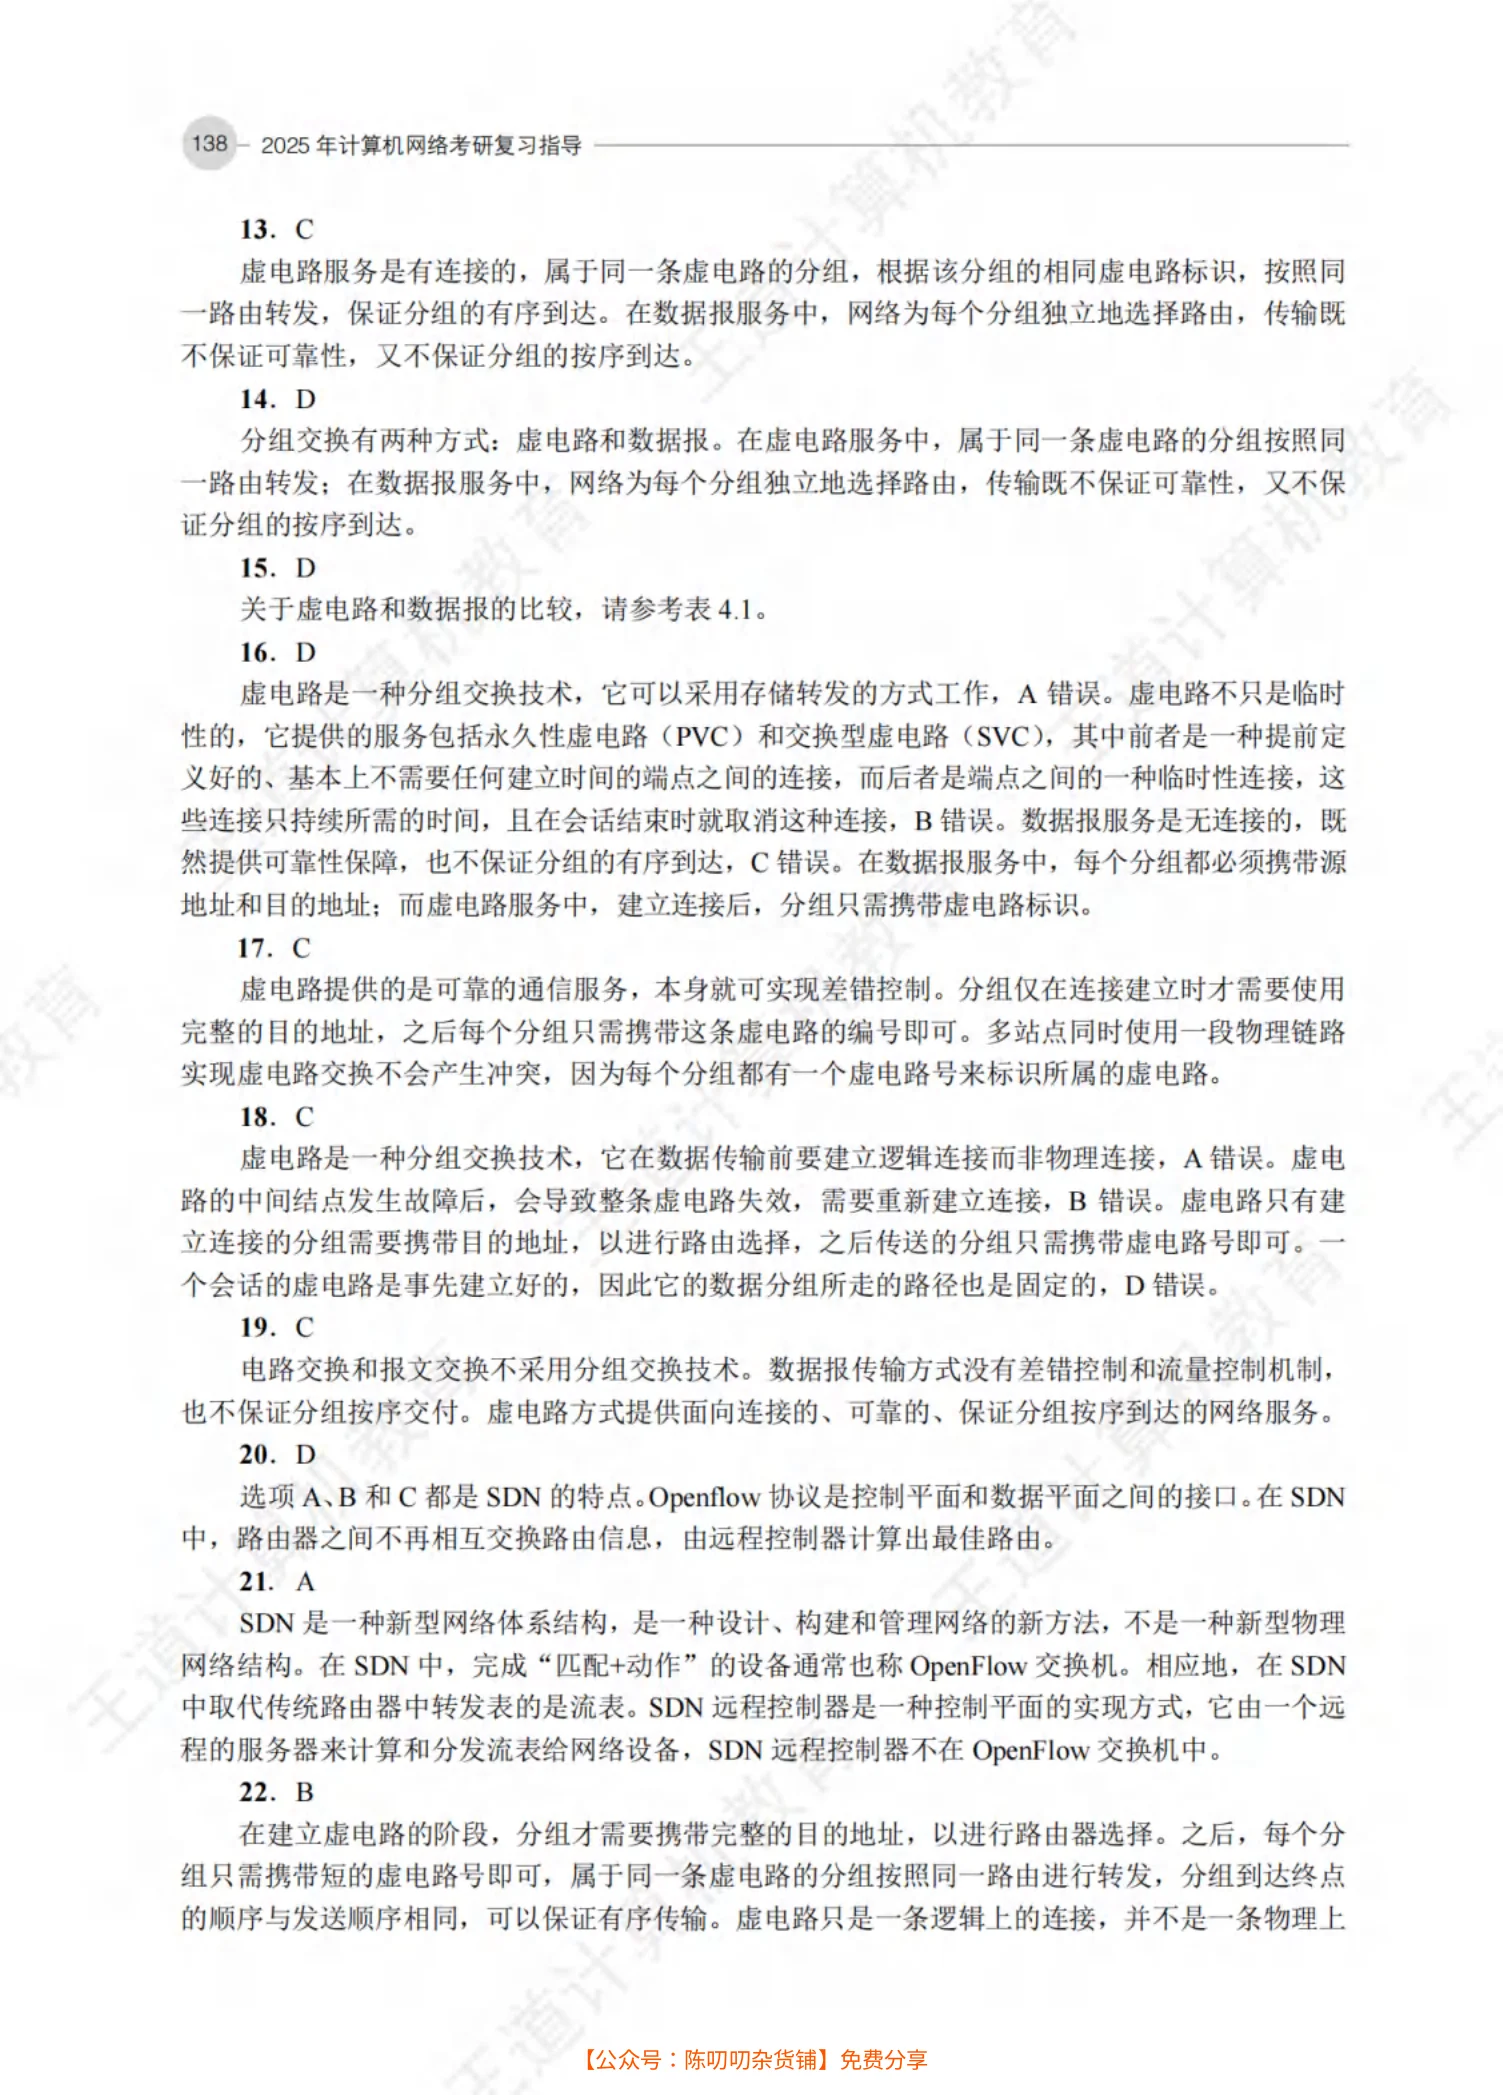 138 2025 年计算机网络考研复习指导
13. C
虚电路服务是有连接的，属于同一条虚电路的分组，根据该分组的相同虚电路标识，按照同
一路由转发，保证分组的有序到达。在数据报服务中，网络为每个分组独立地选择路由，传输既
不保证可靠性，又不保证分组的按序到达。
14. D
分组交换有两种方式：虚电路和数据报。在虚电路服务中，属于同一条虚电路的分组按照同
一路由转发；在数据报服务中，网络为每个分组独立地选择路由，传输既不保证可靠性，又不保
证分组的按序到达。
15. D
关于虚电路和数据报的比较，请参考表 4.1。
16. D
虚电路是一种分组交换技术，它可以采用存储转发的方式工作，A 错误。虚电路不只是临时
性的，它提供的服务包括永久性虚电路（PVC）和交换型虚电路（SVC），其中前者是一种提前定
义好的、基本上不需要任何建立时间的端点之间的连接，而后者是端点之间的一种临时性连接，这
些连接只持续所需的时间，且在会话结束时就取消这种连接，B 错误。数据报服务是无连接的，既
然提供可靠性保障，也不保证分组的有序到达，C 错误。在数据报服务中，每个分组都必须携带源
地址和目的地址；而虚电路服务中，建立连接后，分组只需携带虚电路标识。
17. C
虚电路提供的是可靠的通信服务，本身就可实现差错控制。分组仅在连接建立时才需要使用
完整的目的地址，之后每个分组只需携带这条虚电路的编号即可。多站点同时使用一段物理链路
实现虚电路交换不会产生冲突，因为每个分组都有一个虚电路号来标识所属的虚电路。
18. C
虚电路是一种分组交换技术，它在数据传输前要建立逻辑连接而非物理连接，A 错误。虚电
路的中间结点发生故障后，会导致整条虚电路失效，需要重新建立连接，B 错误。虚电路只有建
立连接的分组需要携带目的地址，以进行路由选择，之后传送的分组只需携带虚电路号即可。一
个会话的虚电路是事先建立好的，因此它的数据分组所走的路径也是固定的，D 错误。
19. C
电路交换和报文交换不采用分组交换技术。数据报传输方式没有差错控制和流量控制机制，
也不保证分组按序交付。虚电路方式提供面向连接的、可靠的、保证分组按序到达的网络服务。
20. D
选项 A、B 和 C 都是 SDN 的特点。Openflow 协议是控制平面和数据平面之间的接口。在 SDN
中，路由器之间不再相互交换路由信息，由远程控制器计算出最佳路由。
21. A
SDN 是一种新型网络体系结构，是一种设计、构建和管理网络的新方法，不是一种新型物理
网络结构。在 SDN 中，完成“匹配+动作”的设备通常也称 OpenFlow 交换机。相应地，在 SDN
中取代传统路由器中转发表的是流表。SDN 远程控制器是一种控制平面的实现方式，它由一个远
程的服务器来计算和分发流表给网络设备，SDN 远程控制器不在 OpenFlow 交换机中。
22. B
在建立虚电路的阶段，分组才需要携带完整的目的地址，以进行路由器选择。之后，每个分
组只需携带短的虚电路号即可，属于同一条虚电路的分组按照同一路由进行转发，分组到达终点
的顺序与发送顺序相同，可以保证有序传输。虚电路只是一条逻辑上的连接，并不是一条物理上
【公众号：陈叨叨杂货铺】免费分享
王道计算机教育